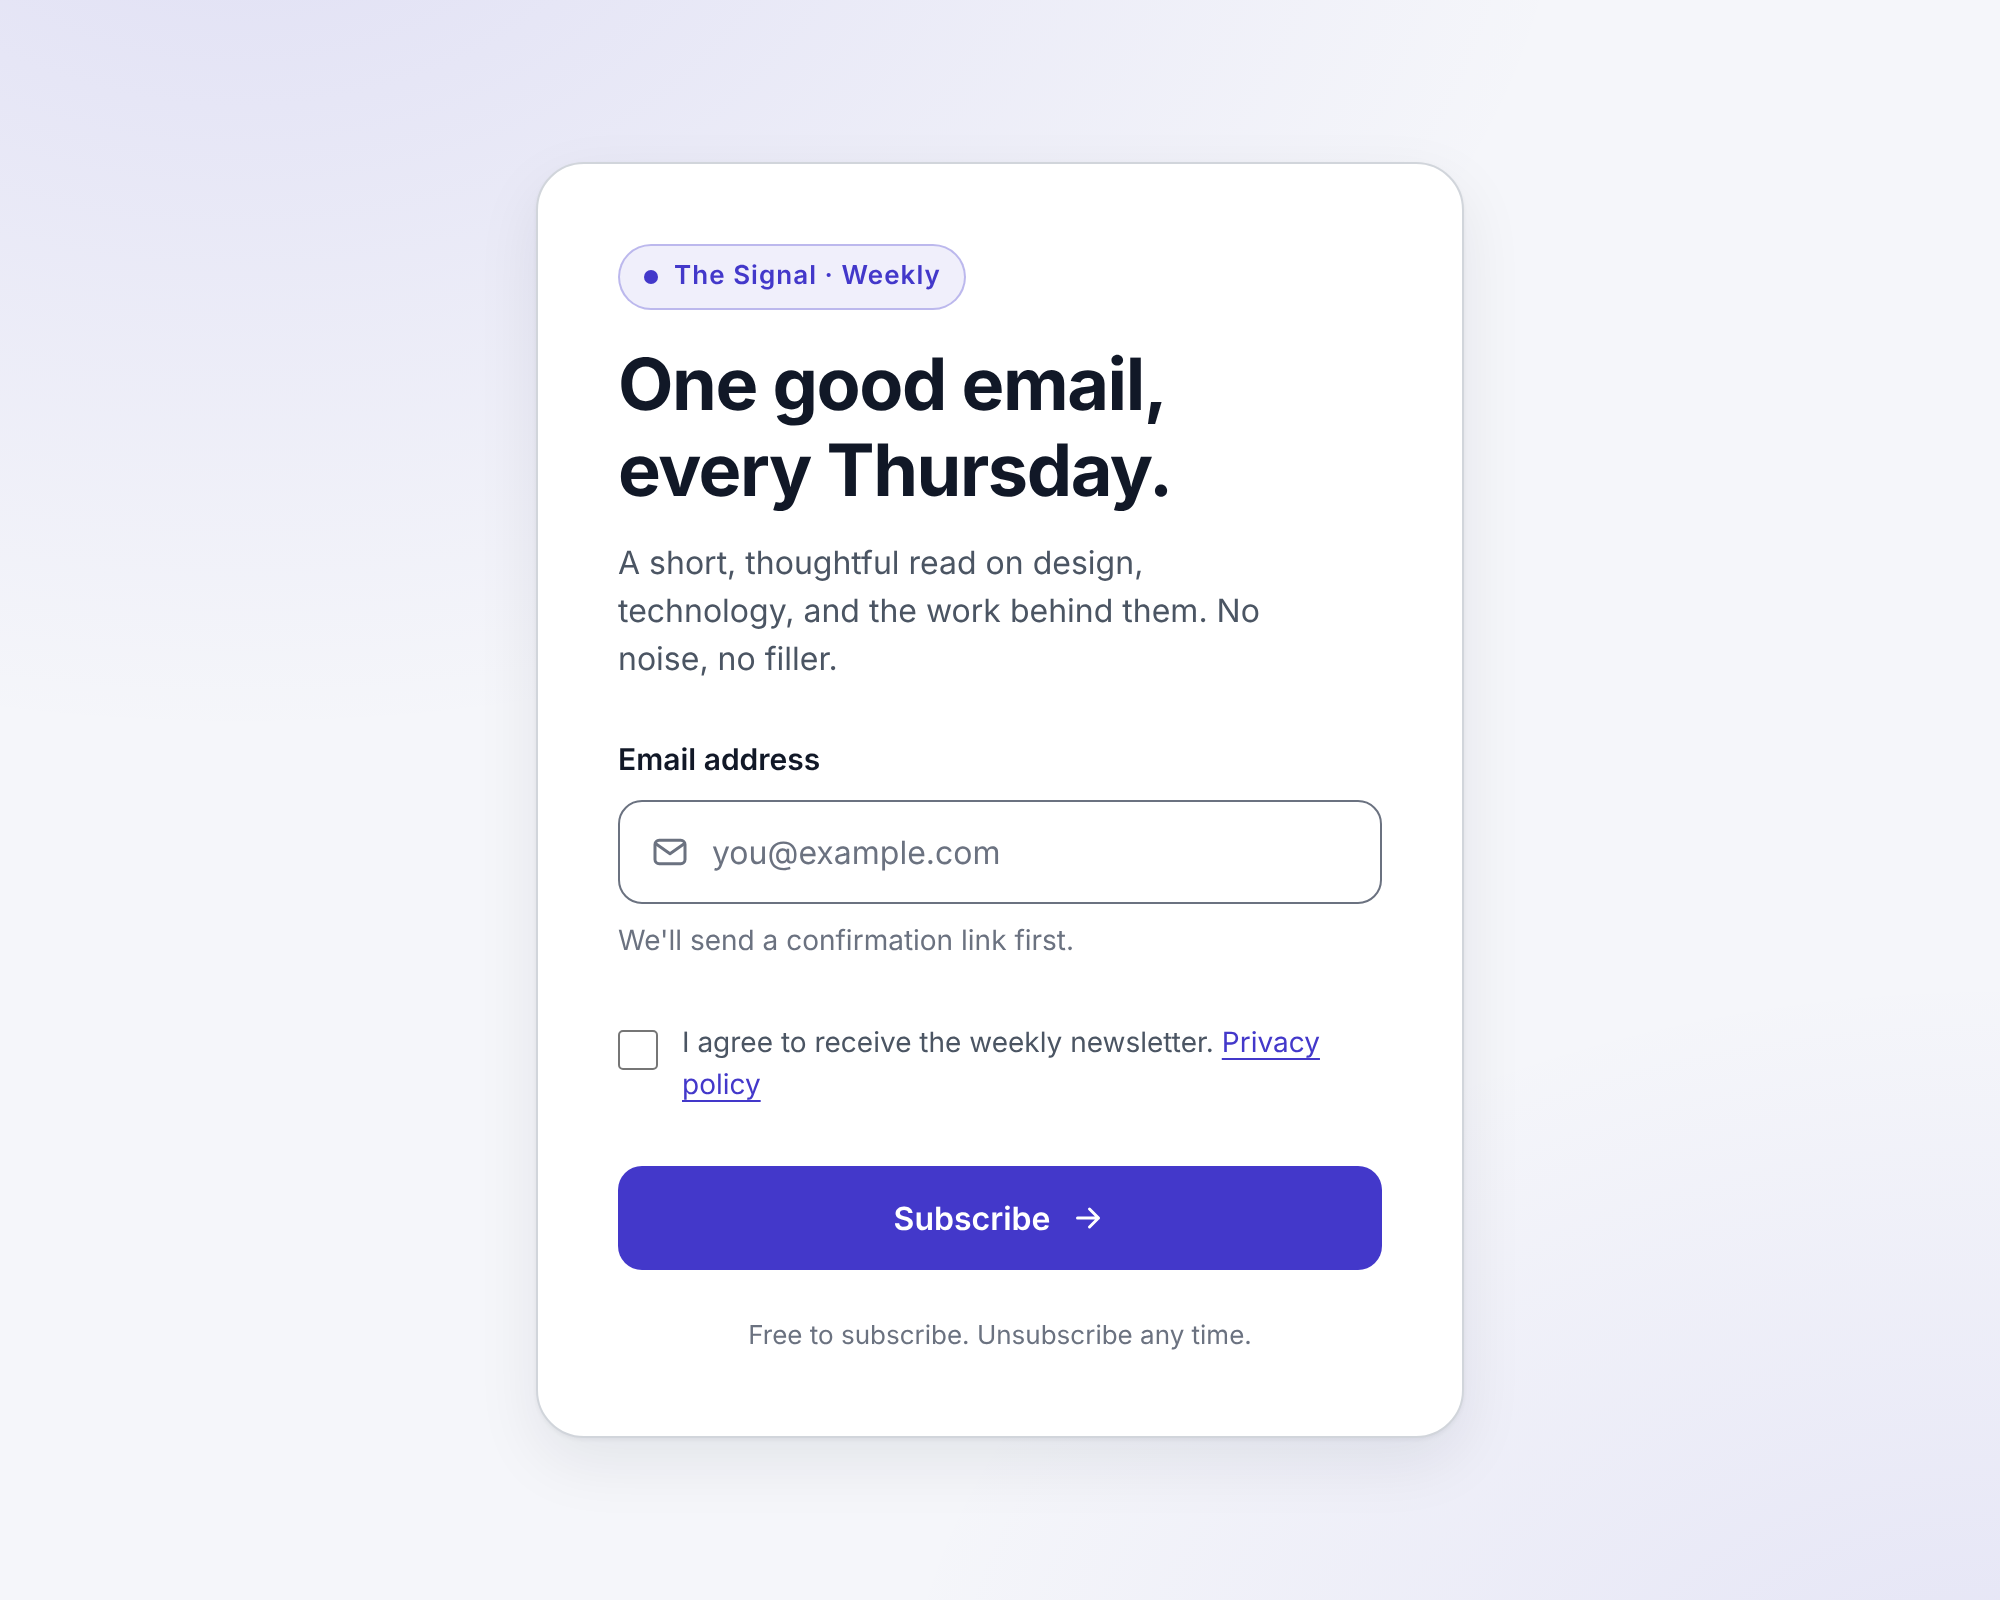 The Signal · Weekly
One good email,
every Thursday.
A short, thoughtful read on design,
technology, and the work behind them. No
noise, no filler.
Email address
you@example.com
We'll send a confirmation link first.
I agree to receive the weekly newsletter. Privacy
policy
Subscribe →
Free to subscribe. Unsubscribe any time.